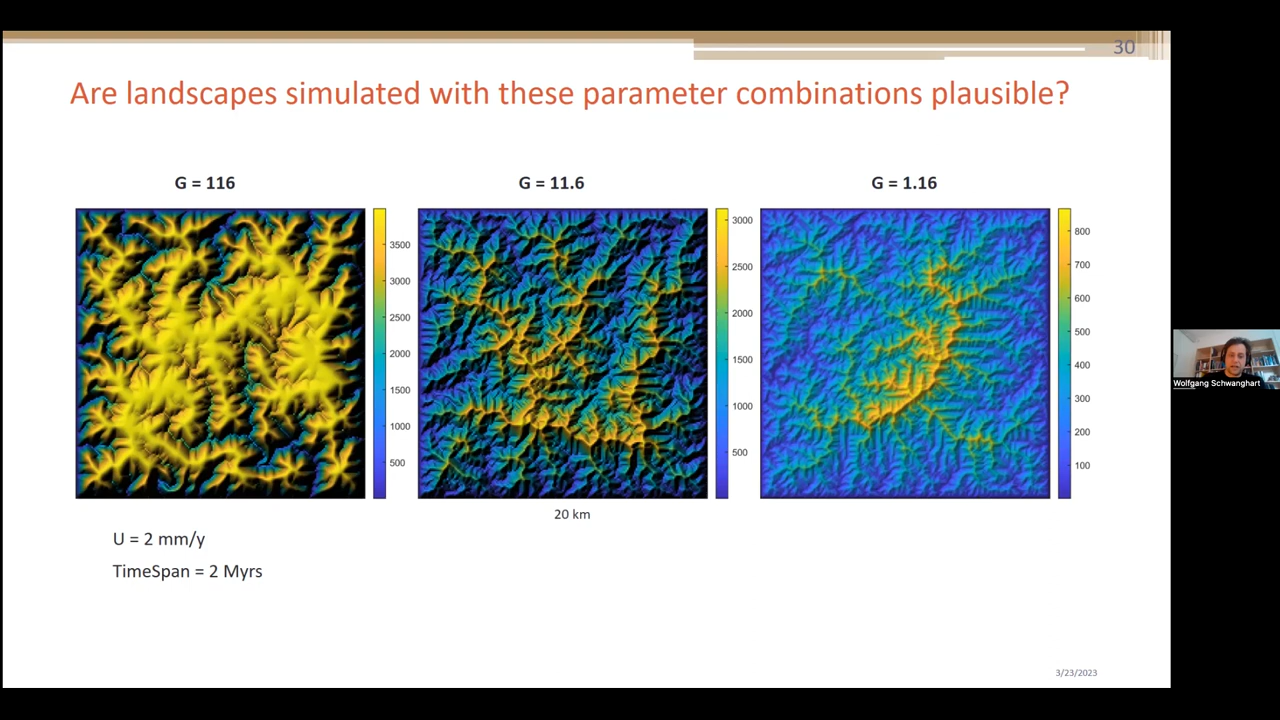 30
Are landscapes simulated with these parameter combinations plausible?
G = 116
G = 11.6
G = 1.16
3500
3000
2500
2000
1500
1000
500
3000
2500
2000
1500
1000
500
800
700
600
500
400
300
200
100
20 km
U = 2 mm/y
TimeSpan = 2 Myrs
Wolfgang Schwanghart
3/23/2023